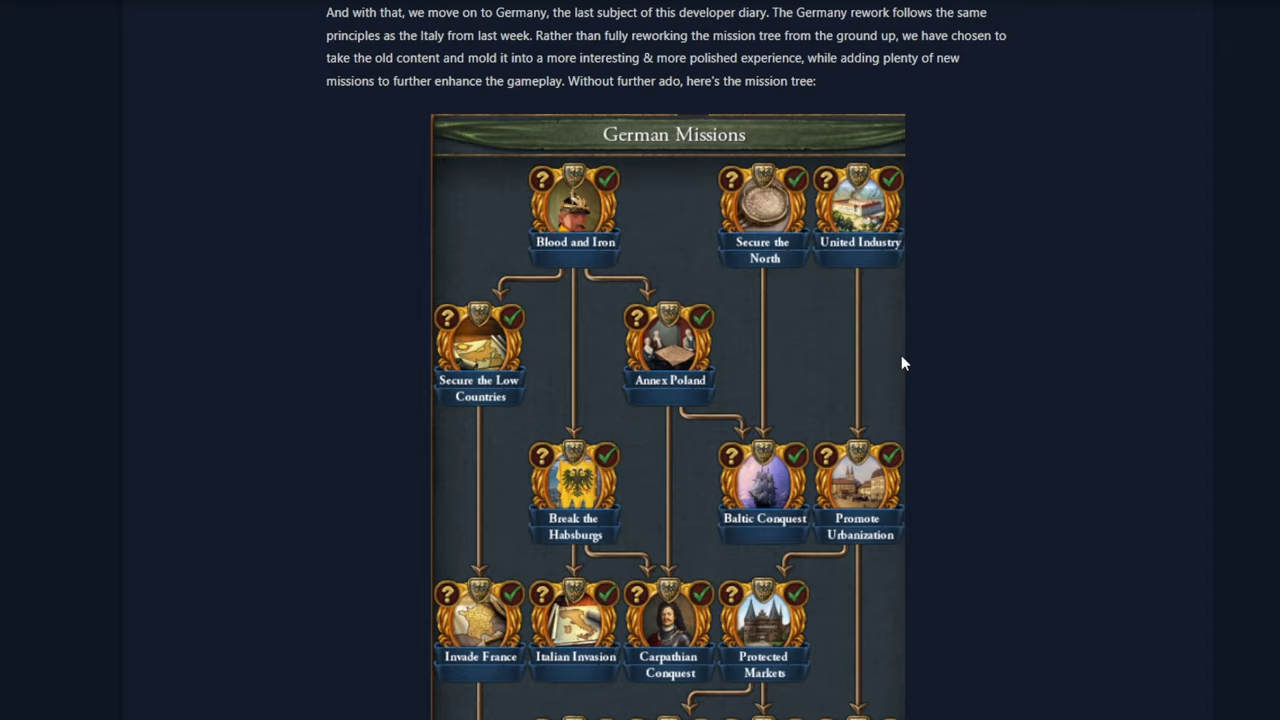 And with that, we move on to Germany, the last subject of this developer diary. The Germany rework follows the same
principles as the Italy from last week. Rather than fully reworking the mission tree from the ground up, we have chosen to
take the old content and mold it into a more interesting & more polished experience, while adding plenty of new
missions to further enhance the gameplay. Without further ado, here's the mission tree:
German Missions
Blood and Iron
Secure the
North
United Industry
Secure the Low
Countries
Annex Poland
Break the
Habsburgs
Baltic Conquest
Promote
Urbanization
Invade France
Italian Invasion
Carpathian
Conquest
Protected
Markets